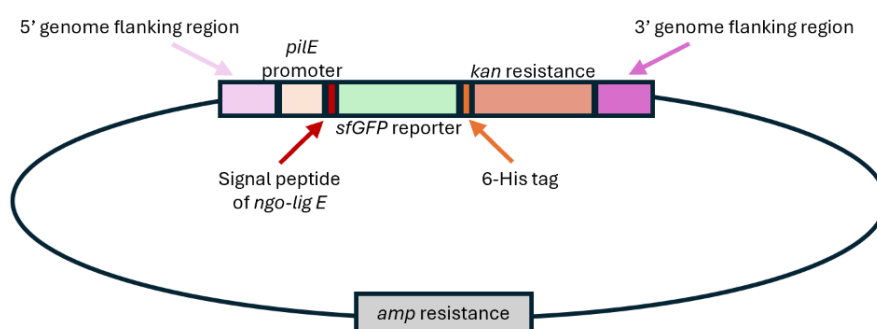 5’ genome flanking region
pilE
promoter
kan resistance
3’ genome flanking region
sfGFP reporter
Signal peptide
of ngo-lig E
6-His tag
amp resistance